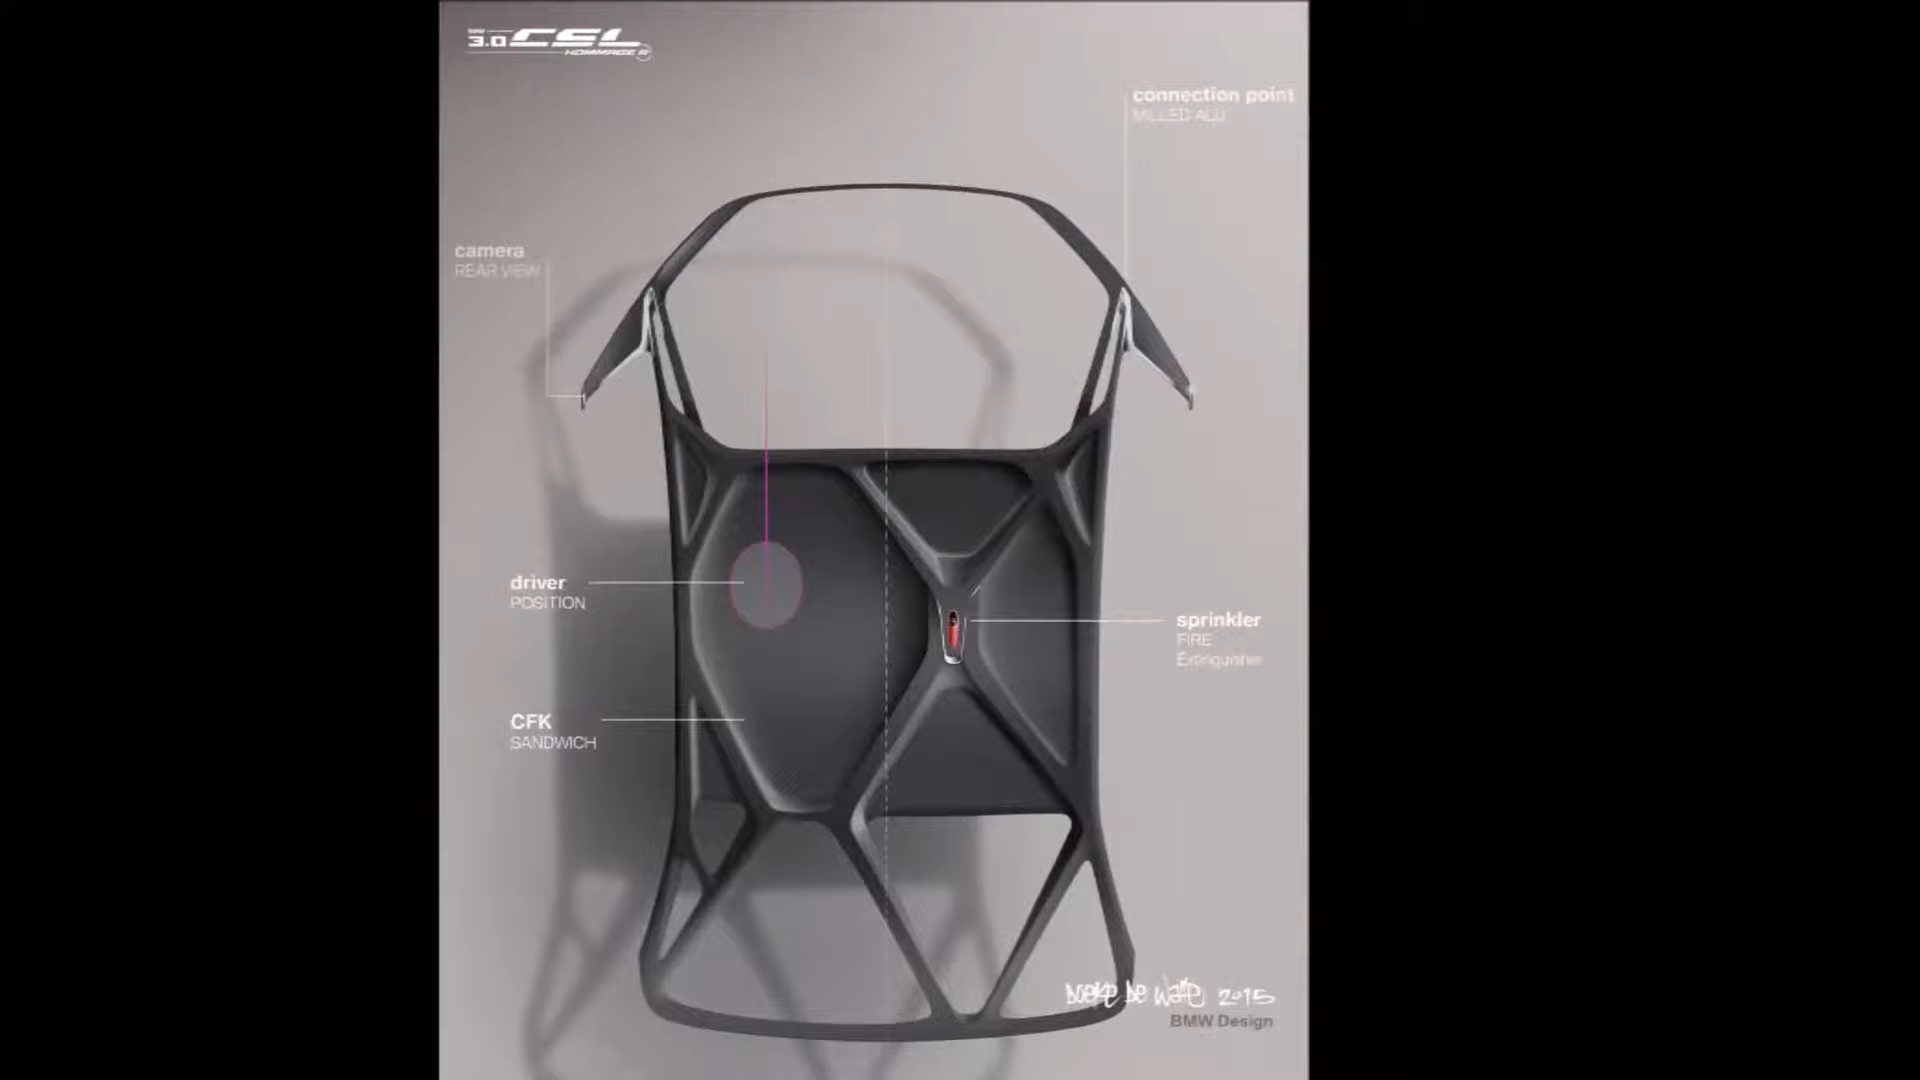 BMW
3.0 CSL
HOMMAGE R
connection point
MILLED ALU
camera
REAR VIEW
driver
POSITION
sprinkler
FIRE
Extinguisher
CFK
SANDWICH
2015
BMW Design